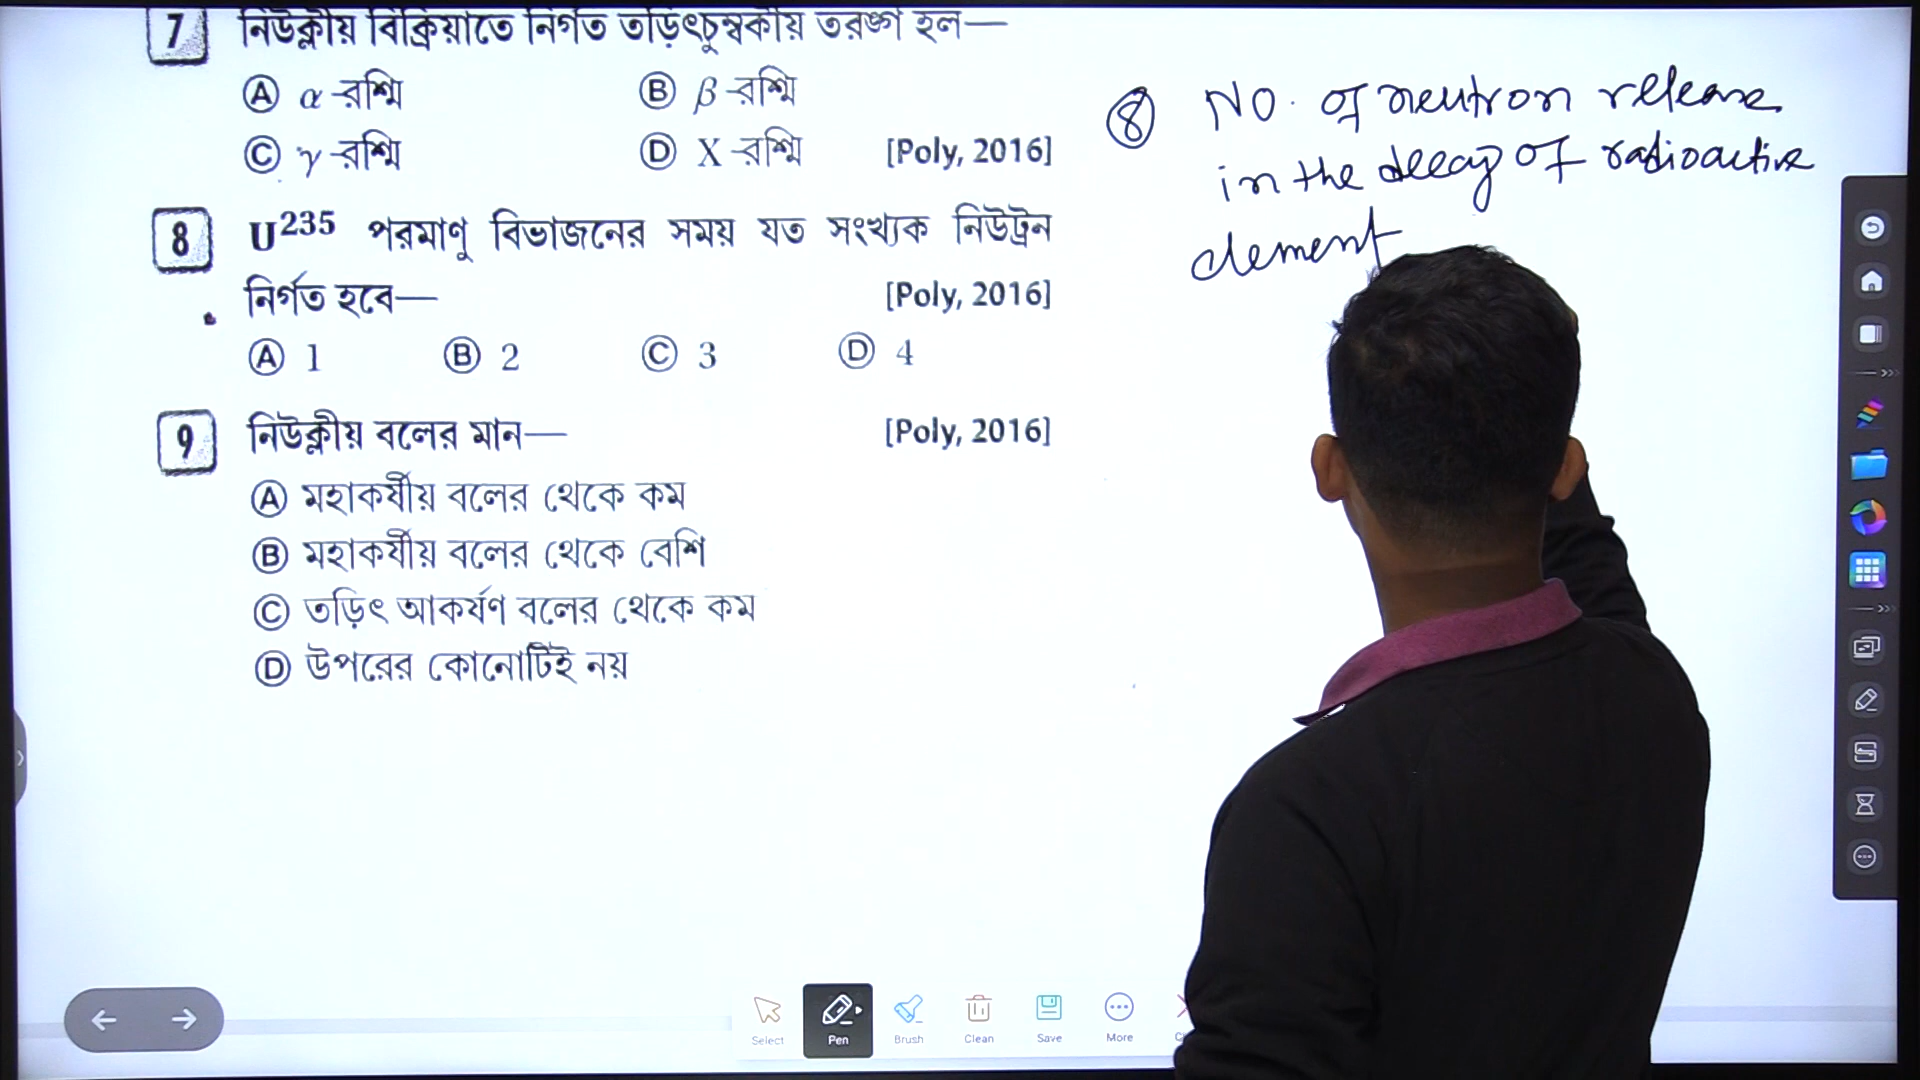 7 নিউক্লীয় বিক্রিয়াতে নির্গত তড়িৎচুম্বকীয় তরঙ্গ হল—
Ⓐ α-রশ্মি Ⓑ β-রশ্মি
Ⓒ γ-রশ্মি Ⓓ X-রশ্মি [Poly, 2016]
8 U²³⁵ পরমাণু বিভাজনের সময় যত সংখ্যক নিউট্রন
নির্গত হবে— [Poly, 2016]
Ⓐ 1 Ⓑ 2 Ⓒ 3 Ⓓ 4
9 নিউক্লীয় বলের মান— [Poly, 2016]
Ⓐ মহাকর্ষীয় বলের থেকে কম
Ⓑ মহাকর্ষীয় বলের থেকে বেশি
Ⓒ তড়িৎ আকর্ষণ বলের থেকে কম
Ⓓ উপরের কোনোটিই নয়
⑧ NO. of neutron release
in the decay of radioactive
element
Select Pen Brush Clean Save More